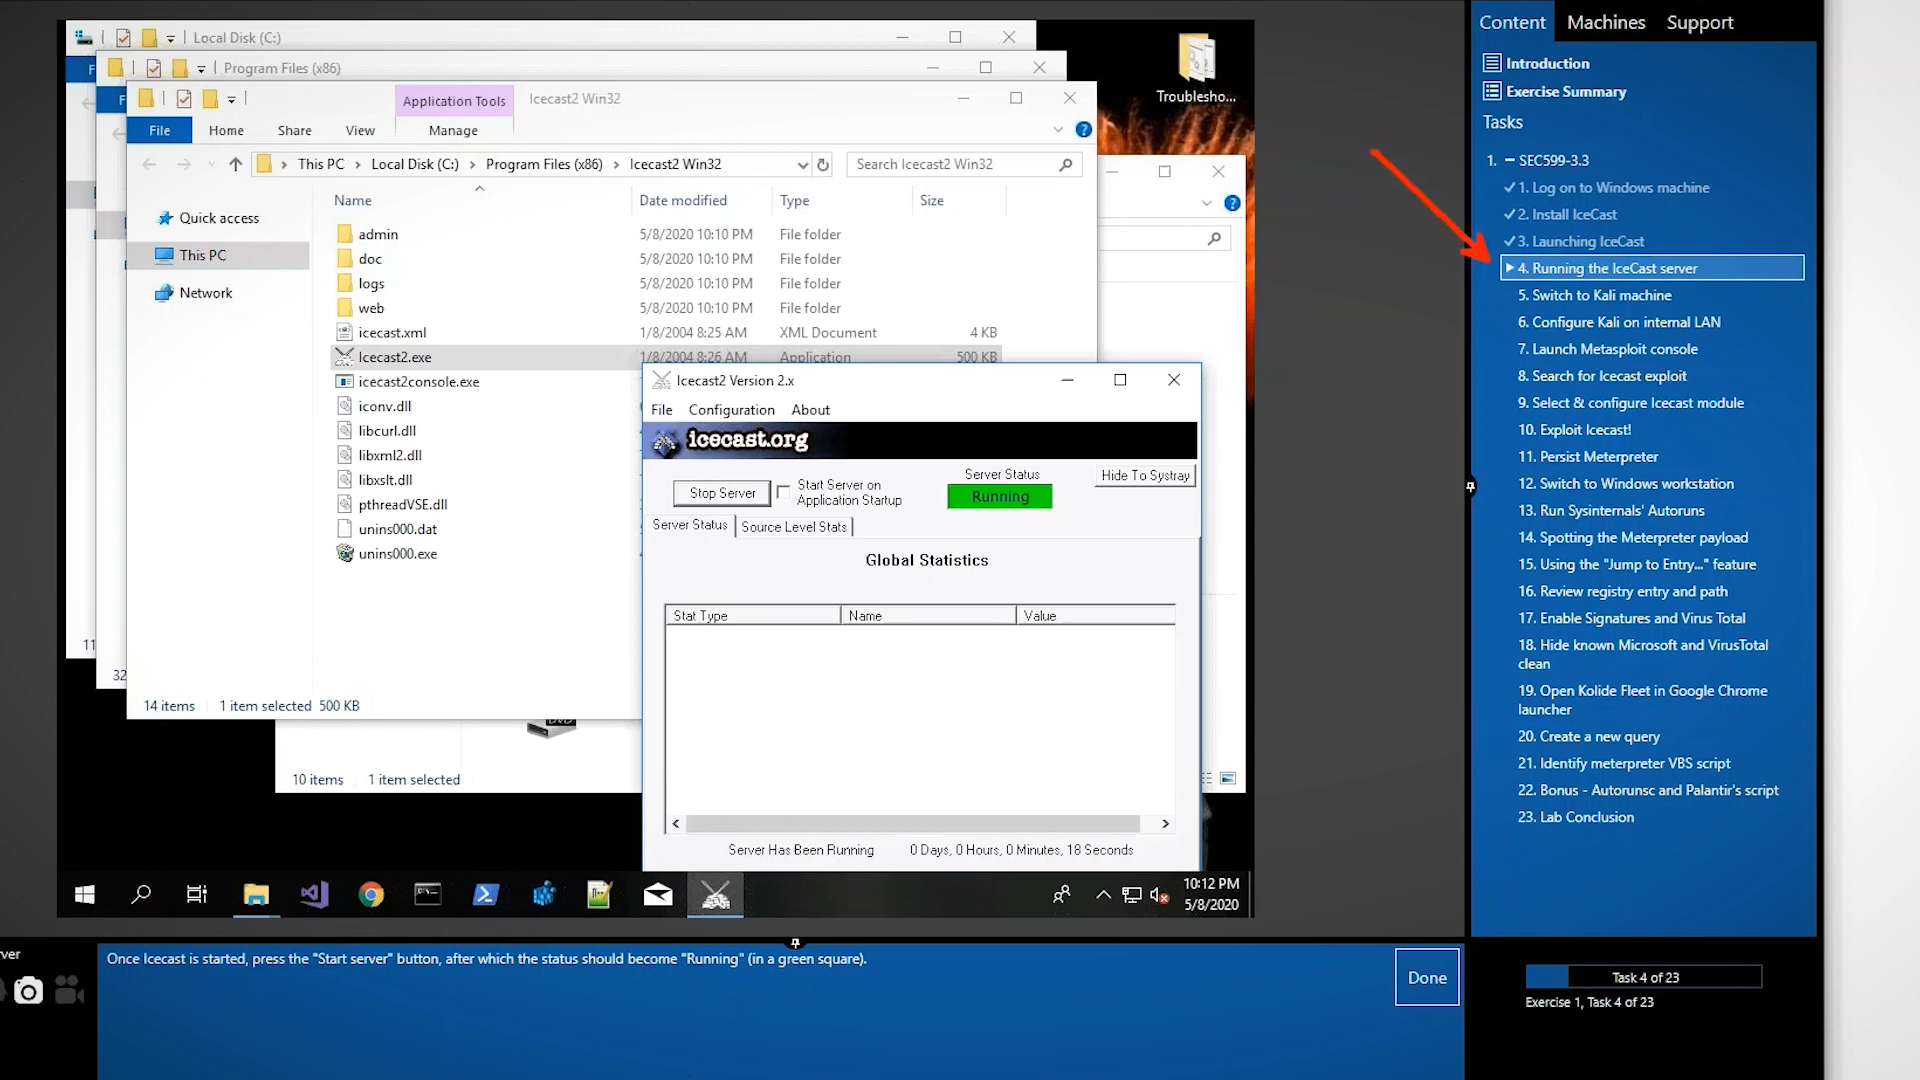 Local Disk (C:)
Program Files (x86)
Application Tools
Icecast2 Win32
File
Home
Share
View
Manage
This PC
Local Disk (C:)
Program Files (x86)
Icecast2 Win32
Search Icecast2 Win32
Name
Date modified
Type
Size
Quick access
This PC
Network
admin 5/8/2020 10:10 PM File folder
doc 5/8/2020 10:10 PM File folder
logs 5/8/2020 10:10 PM File folder
web 5/8/2020 10:10 PM File folder
icecast.xml 1/8/2004 8:25 AM XML Document 4 KB
Icecast2.exe 1/8/2004 8:26 AM Application 500 KB
icecast2console.exe
iconv.dll
libcurl.dll
libxml2.dll
libxslt.dll
pthreadVSE.dll
unins000.dat
unins000.exe
11
32
14 items 1 item selected 500 KB
10 items 1 item selected
Troublesho...
Icecast2 Version 2.x
File Configuration About
icecast.org
Stop Server
Start Server on
Application Startup
Server Status
Running
Hide To Systray
Server Status
Source Level Stats
Global Statistics
Stat Type Name Value
Server Has Been Running 0 Days, 0 Hours, 0 Minutes, 18 Seconds
10:12 PM
5/8/2020
Content Machines Support
Introduction
Exercise Summary
Tasks
1. – SEC599-3.3
1. Log on to Windows machine
2. Install IceCast
3. Launching IceCast
4. Running the IceCast server
5. Switch to Kali machine
6. Configure Kali on internal LAN
7. Launch Metasploit console
8. Search for Icecast exploit
9. Select & configure Icecast module
10. Exploit Icecast!
11. Persist Meterpreter
12. Switch to Windows workstation
13. Run Sysinternals' Autoruns
14. Spotting the Meterpreter payload
15. Using the "Jump to Entry..." feature
16. Review registry entry and path
17. Enable Signatures and Virus Total
18. Hide known Microsoft and VirusTotal
clean
19. Open Kolide Fleet in Google Chrome
launcher
20. Create a new query
21. Identify meterpreter VBS script
22. Bonus - Autorunsc and Palantir's script
23. Lab Conclusion
ver
Once Icecast is started, press the "Start server" button, after which the status should become "Running" (in a green square).
Done
Task 4 of 23
Exercise 1, Task 4 of 23